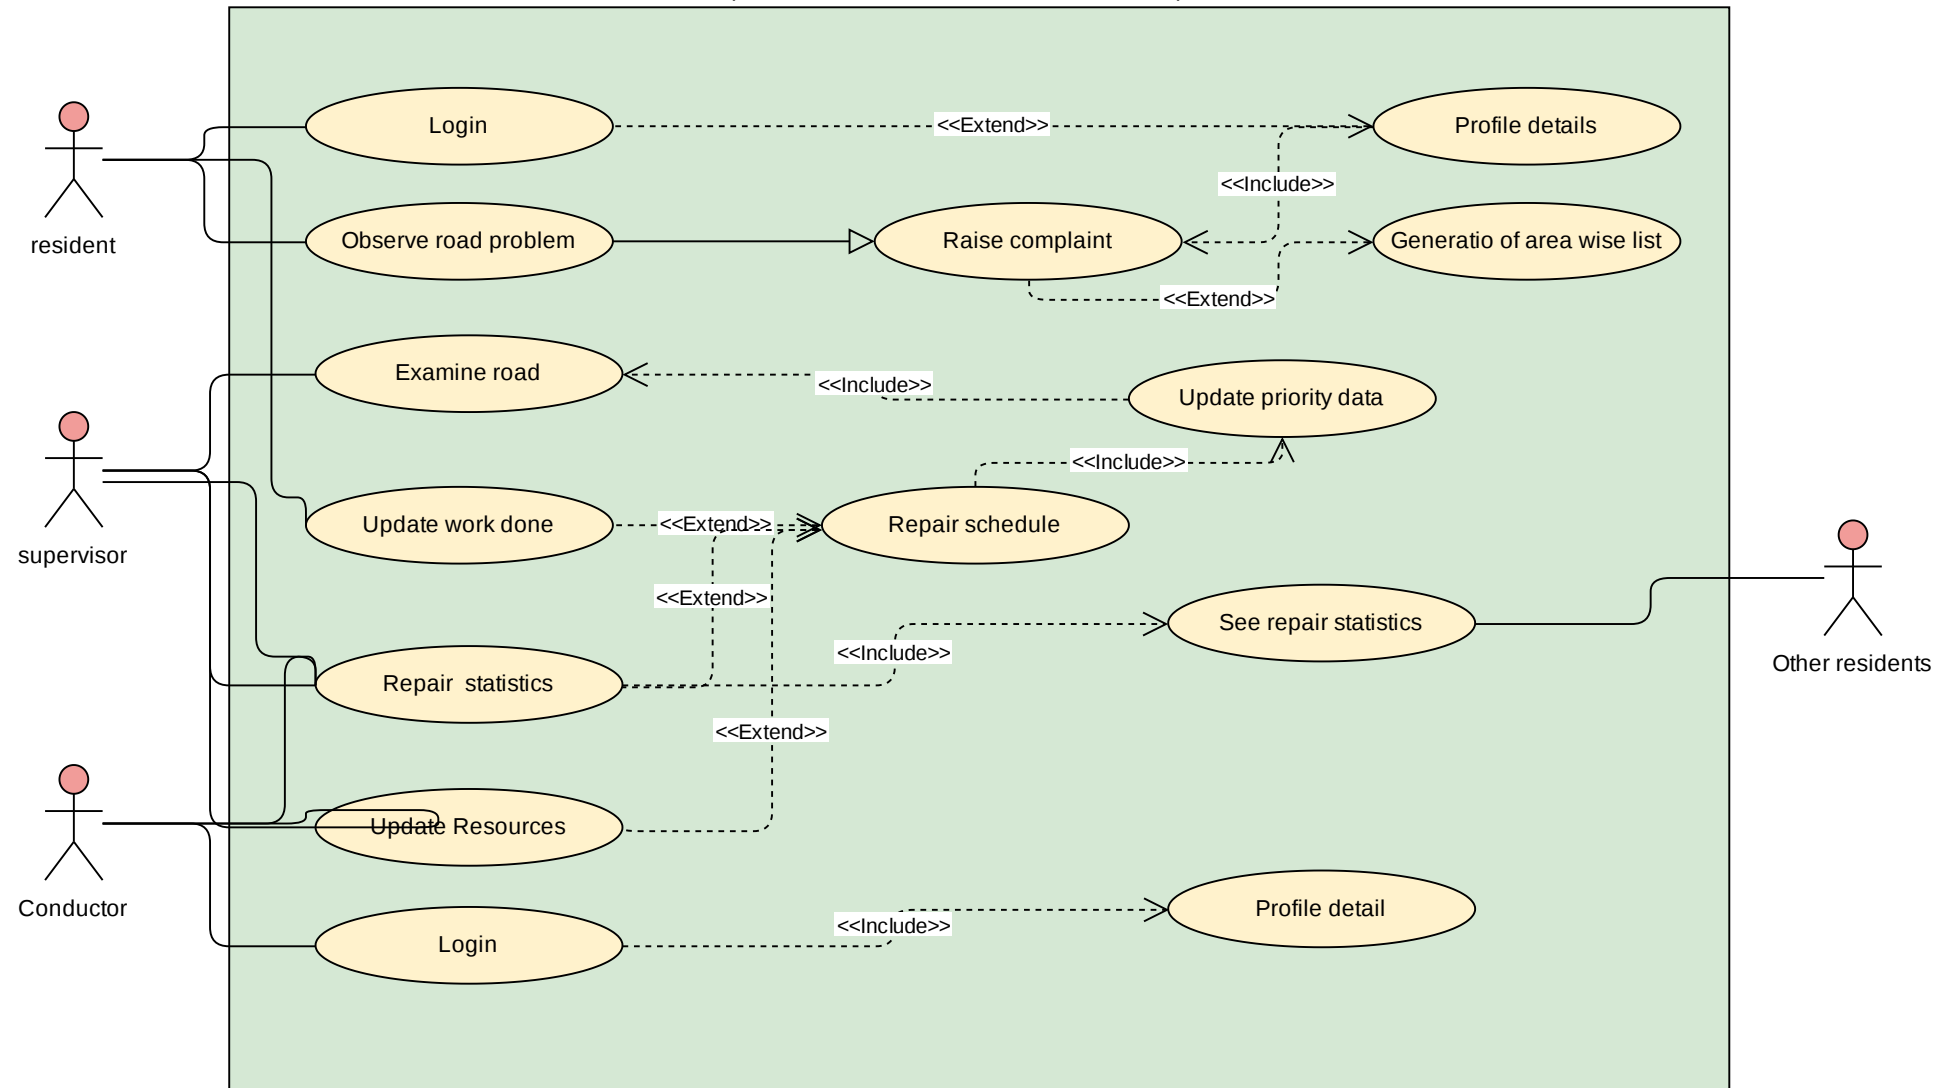 Login
<<Extend>>
Profile details
<<Include>>
resident
Observe road problem
Raise complaint
Generatio of area wise list
<<Extend>>
Examine road
<<Include>>
Update priority data
<<Include>>
supervisor
Update work done
<<Extend>>
Repair schedule
<<Extend>>
See repair statistics
<<Include>>
Other residents
Repair  statistics
<<Extend>>
Update Resources
Conductor
Login
<<Include>>
Profile detail